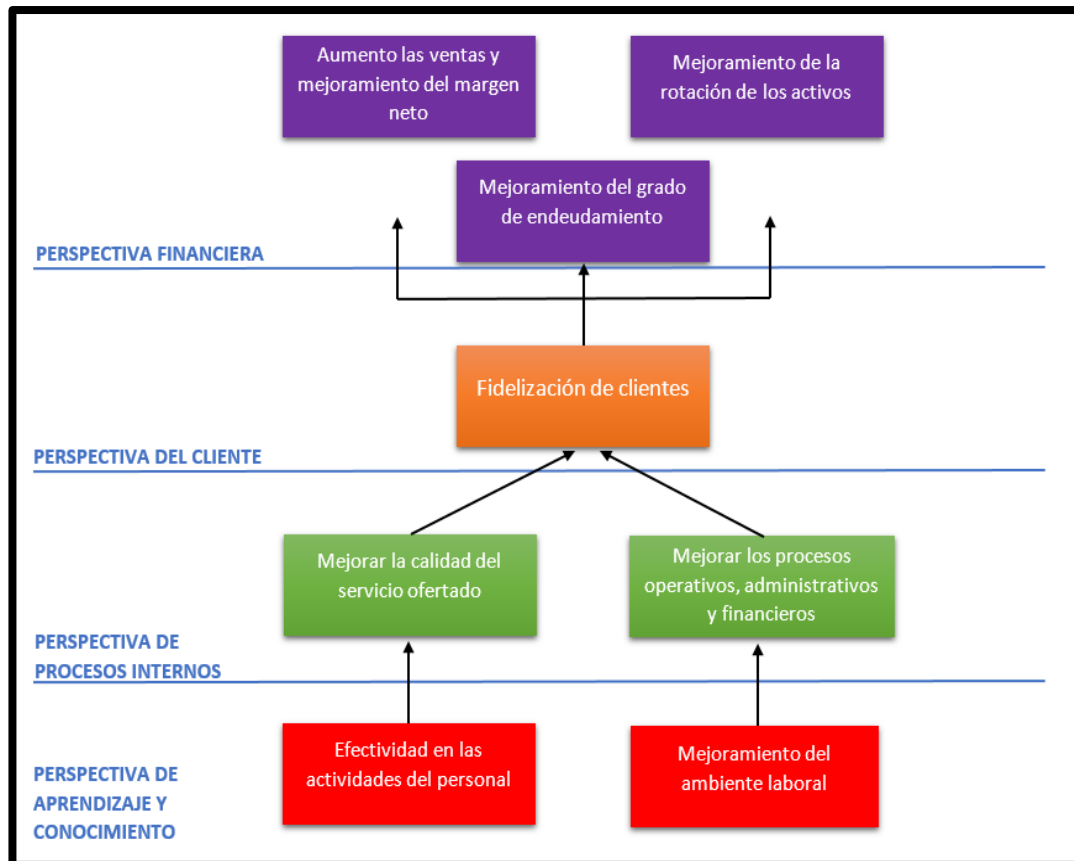 Aumento las ventas y
mejoramiento del margen
neto
Mejoramiento de la
rotación de los activos
Mejoramiento del grado
de endeudamiento
PERSPECTIVA FINANCIERA
Fidelización de clientes
PERSPECTIVA DEL CLIENTE
Mejorar la calidad del
servicio ofertado
Mejorar los procesos
operativos, administrativos
y financieros
PERSPECTIVA DE
PROCESOS INTERNOS
Efectividad en las
actividades del personal
Mejoramiento del
ambiente laboral
PERSPECTIVA DE
APRENDIZAJE Y
CONOCIMIENTO